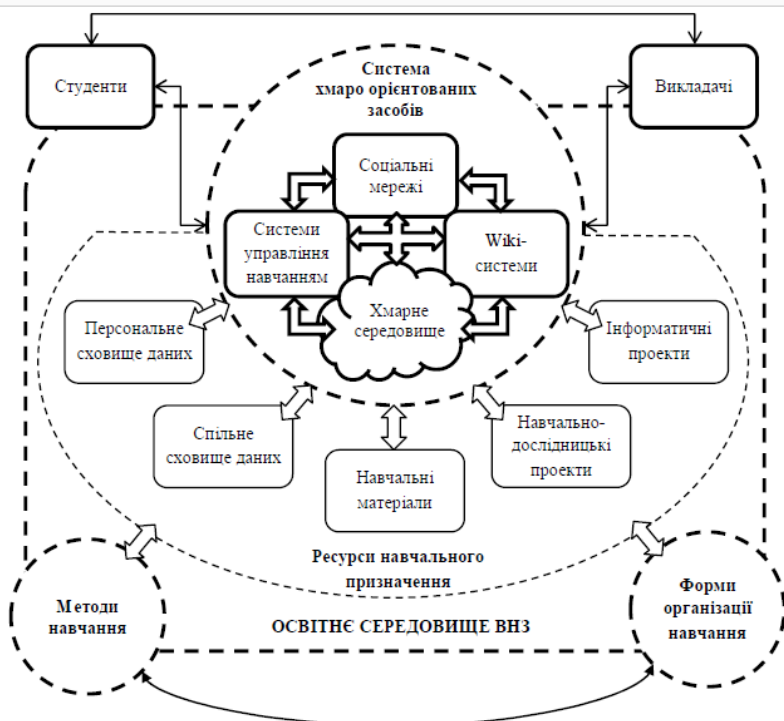 Студенти
Система
хмаро орієнтованих
засобів
Викладачі
Соціальні
мережі
Системи
управління
навчанням
Wiki-
системи
Хмарне
середовище
Персональне
сховище даних
Інформатичні
проекти
Спільне
сховище даних
Навчальні
матеріали
Навчально-
дослідницькі
проекти
Ресурси навчального
призначення
Методи
навчання
ОСВІТНЄ СЕРЕДОВИЩЕ ВНЗ
Форми
організації
навчання